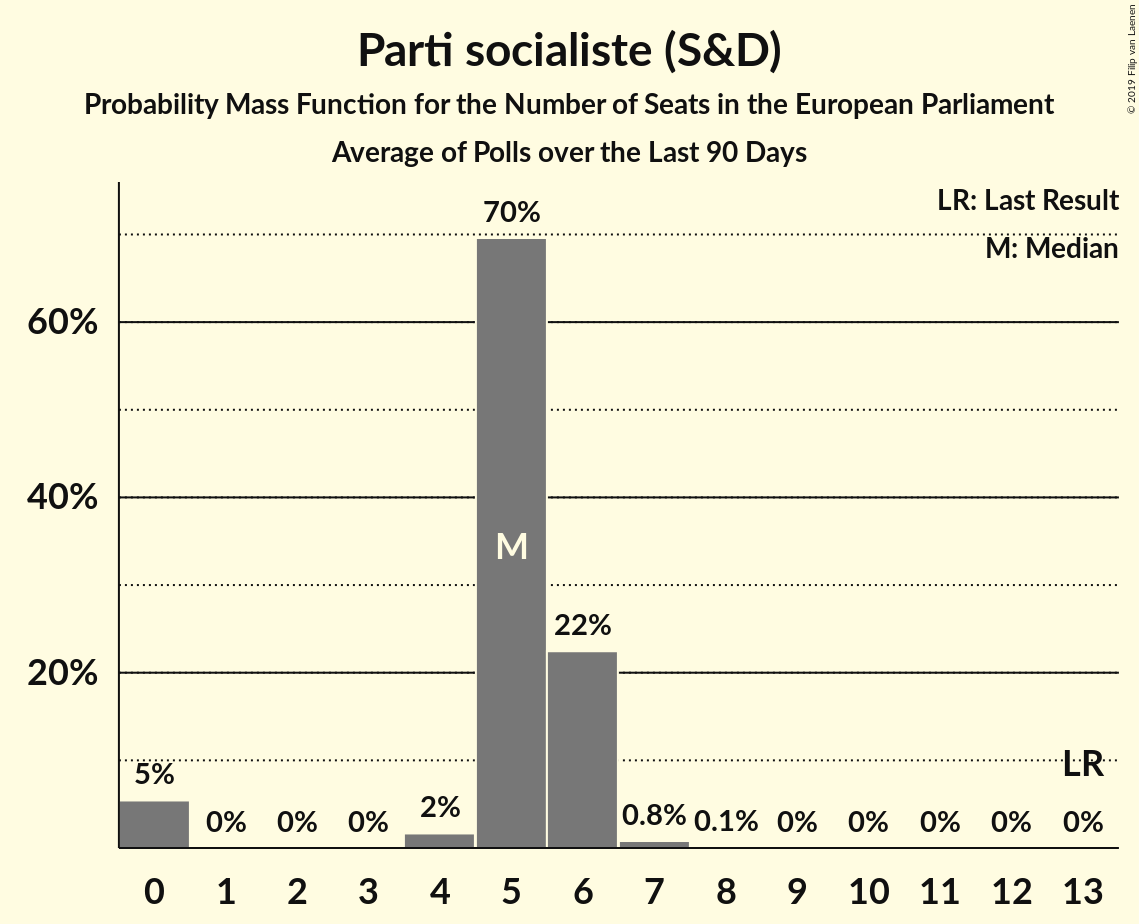 Parti socialiste (S&D)
Probability Mass Function for the Number of Seats in the European Parliament
Average of Polls over the Last 90 Days
© 2019 Filip van Laenen
LR: Last Result
M: Median
70%
60%
40%
M
22%
20%
LR
5%
0%
0%
0%
2%
0.8%
0.1%
0%
0%
0%
0%
0%
0 1 2 3 4 5 6 7 8 9 10 11 12 13